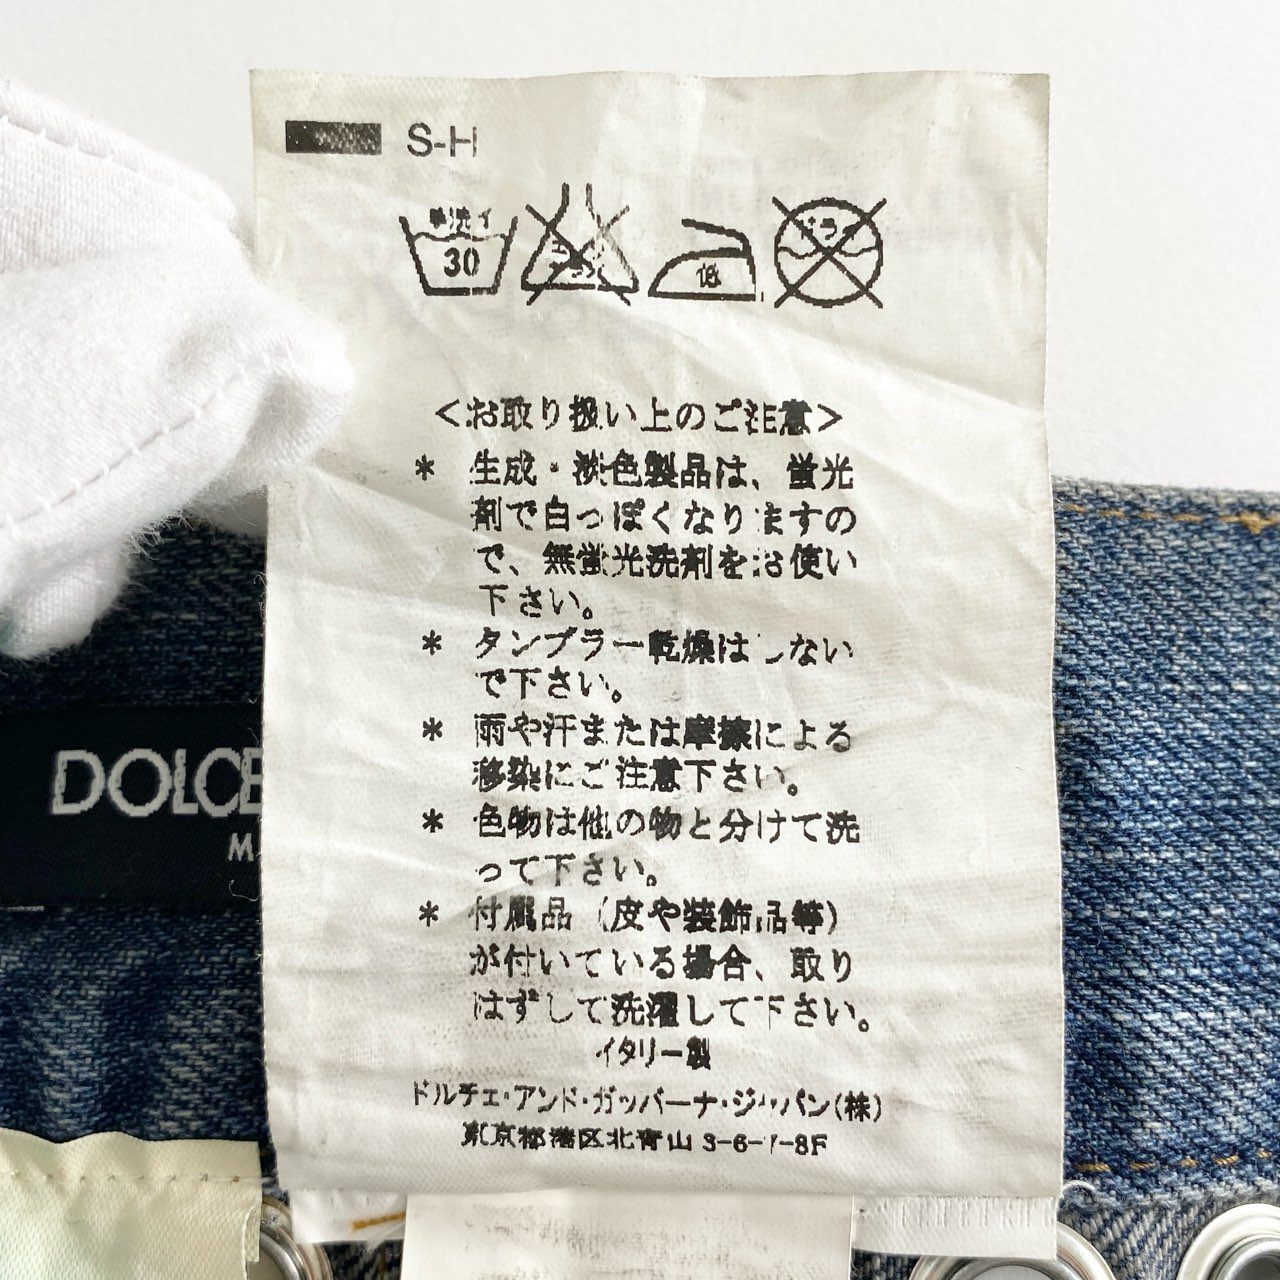 S-H
手洗イ
30
エンソ
低
ドライ
<お取り扱い上のご注意>
* 生成・淡色製品は、蛍光
剤で白っぽくなりますの
で、無蛍光洗剤をお使い
下さい。
* タンブラー乾燥はしない
で下さい。
* 雨や汗または摩擦による
移染にご注意下さい。
* 色物は他の物と分けて洗
って下さい。
* 付属品(皮や装飾品等)
が付いている場合、取り
はずして洗濯して下さい。
イタリー製
ドルチェ・アンド・ガッバーナ・ジャパン(株)
東京都港区北青山3-6-7-8F
DOLCE
M